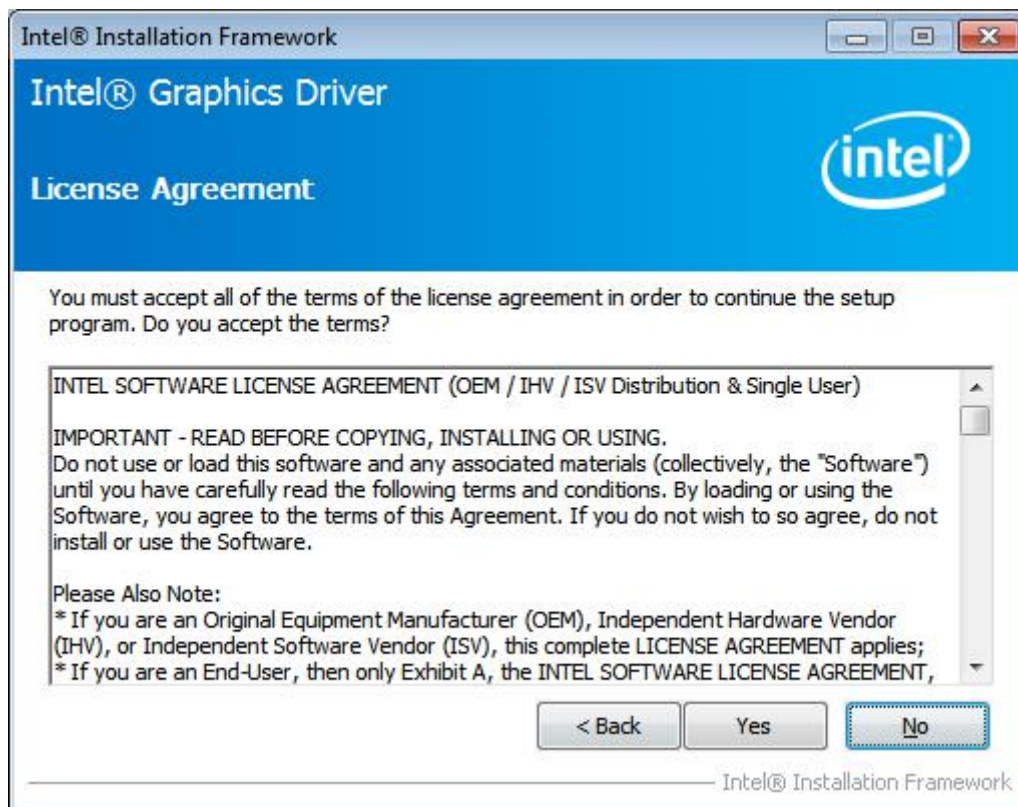 Intel® Installation Framework
Intel® Graphics Driver
intel
License Agreement
You must accept all of the terms of the license agreement in order to continue the setup
program. Do you accept the terms?
INTEL SOFTWARE LICENSE AGREEMENT (OEM / IHV / ISV Distribution & Single User)
IMPORTANT - READ BEFORE COPYING, INSTALLING OR USING.
Do not use or load this software and any associated materials (collectively, the "Software")
until you have carefully read the following terms and conditions. By loading or using the
Software, you agree to the terms of this Agreement. If you do not wish to so agree, do not
install or use the Software.
Please Also Note:
* If you are an Original Equipment Manufacturer (OEM), Independent Hardware Vendor
(IHV), or Independent Software Vendor (ISV), this complete LICENSE AGREEMENT applies;
* If you are an End-User, then only Exhibit A, the INTEL SOFTWARE LICENSE AGREEMENT,
< Back Yes No
Intel® Installation Framework